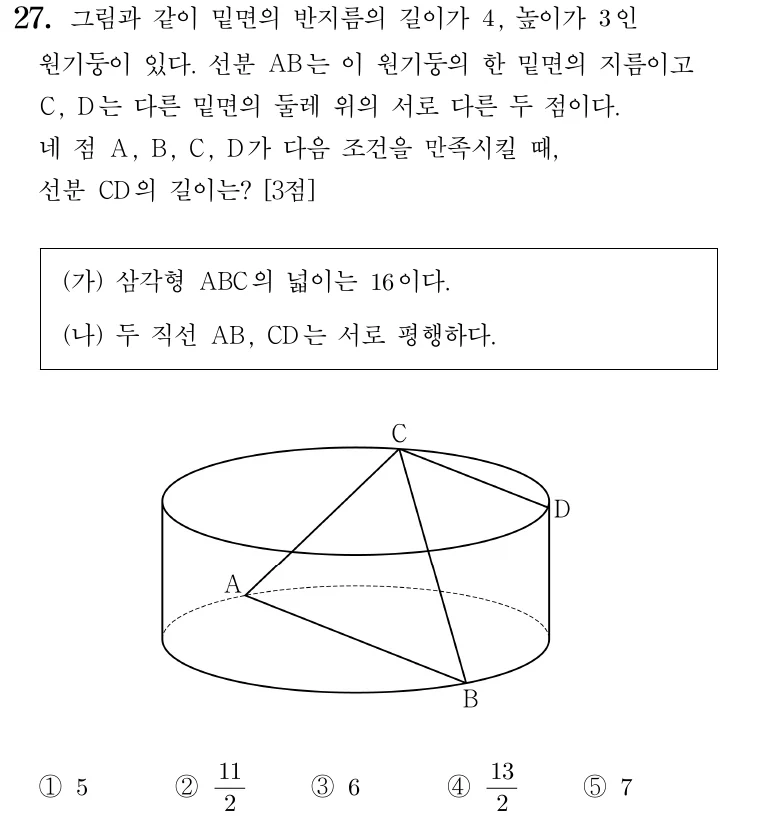 27. 그림과 같이 밑면의 반지름의 길이가 4, 높이가 3인
원기둥이 있다. 선분 AB는 이 원기둥의 한 밑면의 지름이고
C, D는 다른 밑면의 둘레 위의 서로 다른 두 점이다.
네 점 A, B, C, D가 다음 조건을 만족시킬 때,
선분 CD의 길이는? [3점]
(가) 삼각형 ABC의 넓이는 16이다.
(나) 두 직선 AB, CD는 서로 평행하다.
C
D
A
B
① 5 ② 11/2 ③ 6 ④ 13/2 ⑤ 7